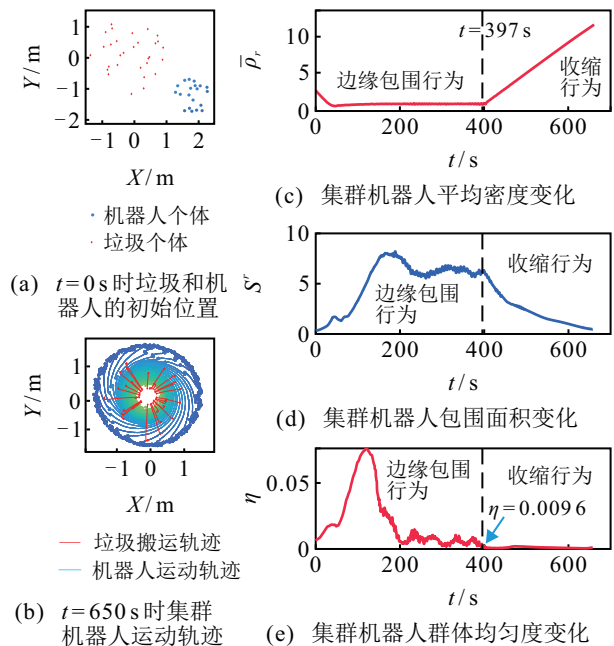 Y/m
1
0
−1
−2
−1 0 1 2
X/m
机器人个体
垃圾个体
(a) t=0 s 时垃圾和机
器人的初始位置
Y/m
1
0
−1
−1 0 1
X/m
垃圾搬运轨迹
机器人运动轨迹
(b) t=650 s 时集群
机器人运动轨迹
ρ̄r
10
5
0
t=397 s
边缘包围行为
收缩
行为
0 200 400 600
t/s
(c) 集群机器人平均密度变化
Sr
10
5
0
边缘包围
行为
收缩行为
0 200 400 600
t/s
(d) 集群机器人包围面积变化
η
0.05
0
边缘包围
行为
收缩行为
η=0.0096
0 200 400 600
t/s
(e) 集群机器人群体均匀度变化